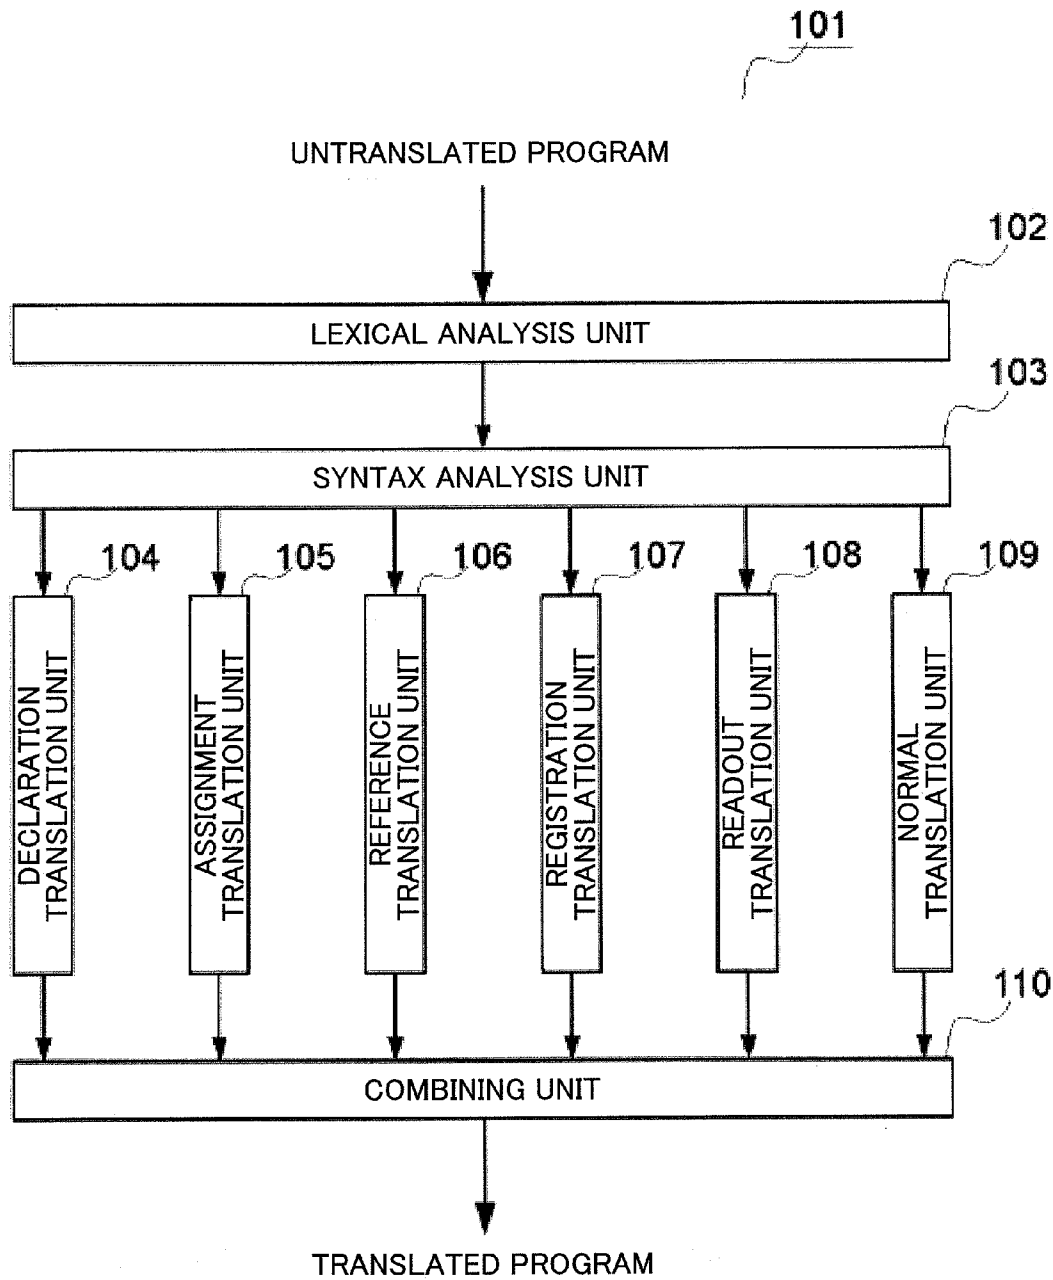 101
UNTRANSLATED PROGRAM
102
LEXICAL ANALYSIS UNIT
103
SYNTAX ANALYSIS UNIT
104
105
106
107
108
109
DECLARATION
TRANSLATION UNIT
ASSIGNMENT
TRANSLATION UNIT
REFERENCE
TRANSLATION UNIT
REGISTRATION
TRANSLATION UNIT
READOUT
TRANSLATION UNIT
NORMAL
TRANSLATION UNIT
110
COMBINING UNIT
TRANSLATED PROGRAM